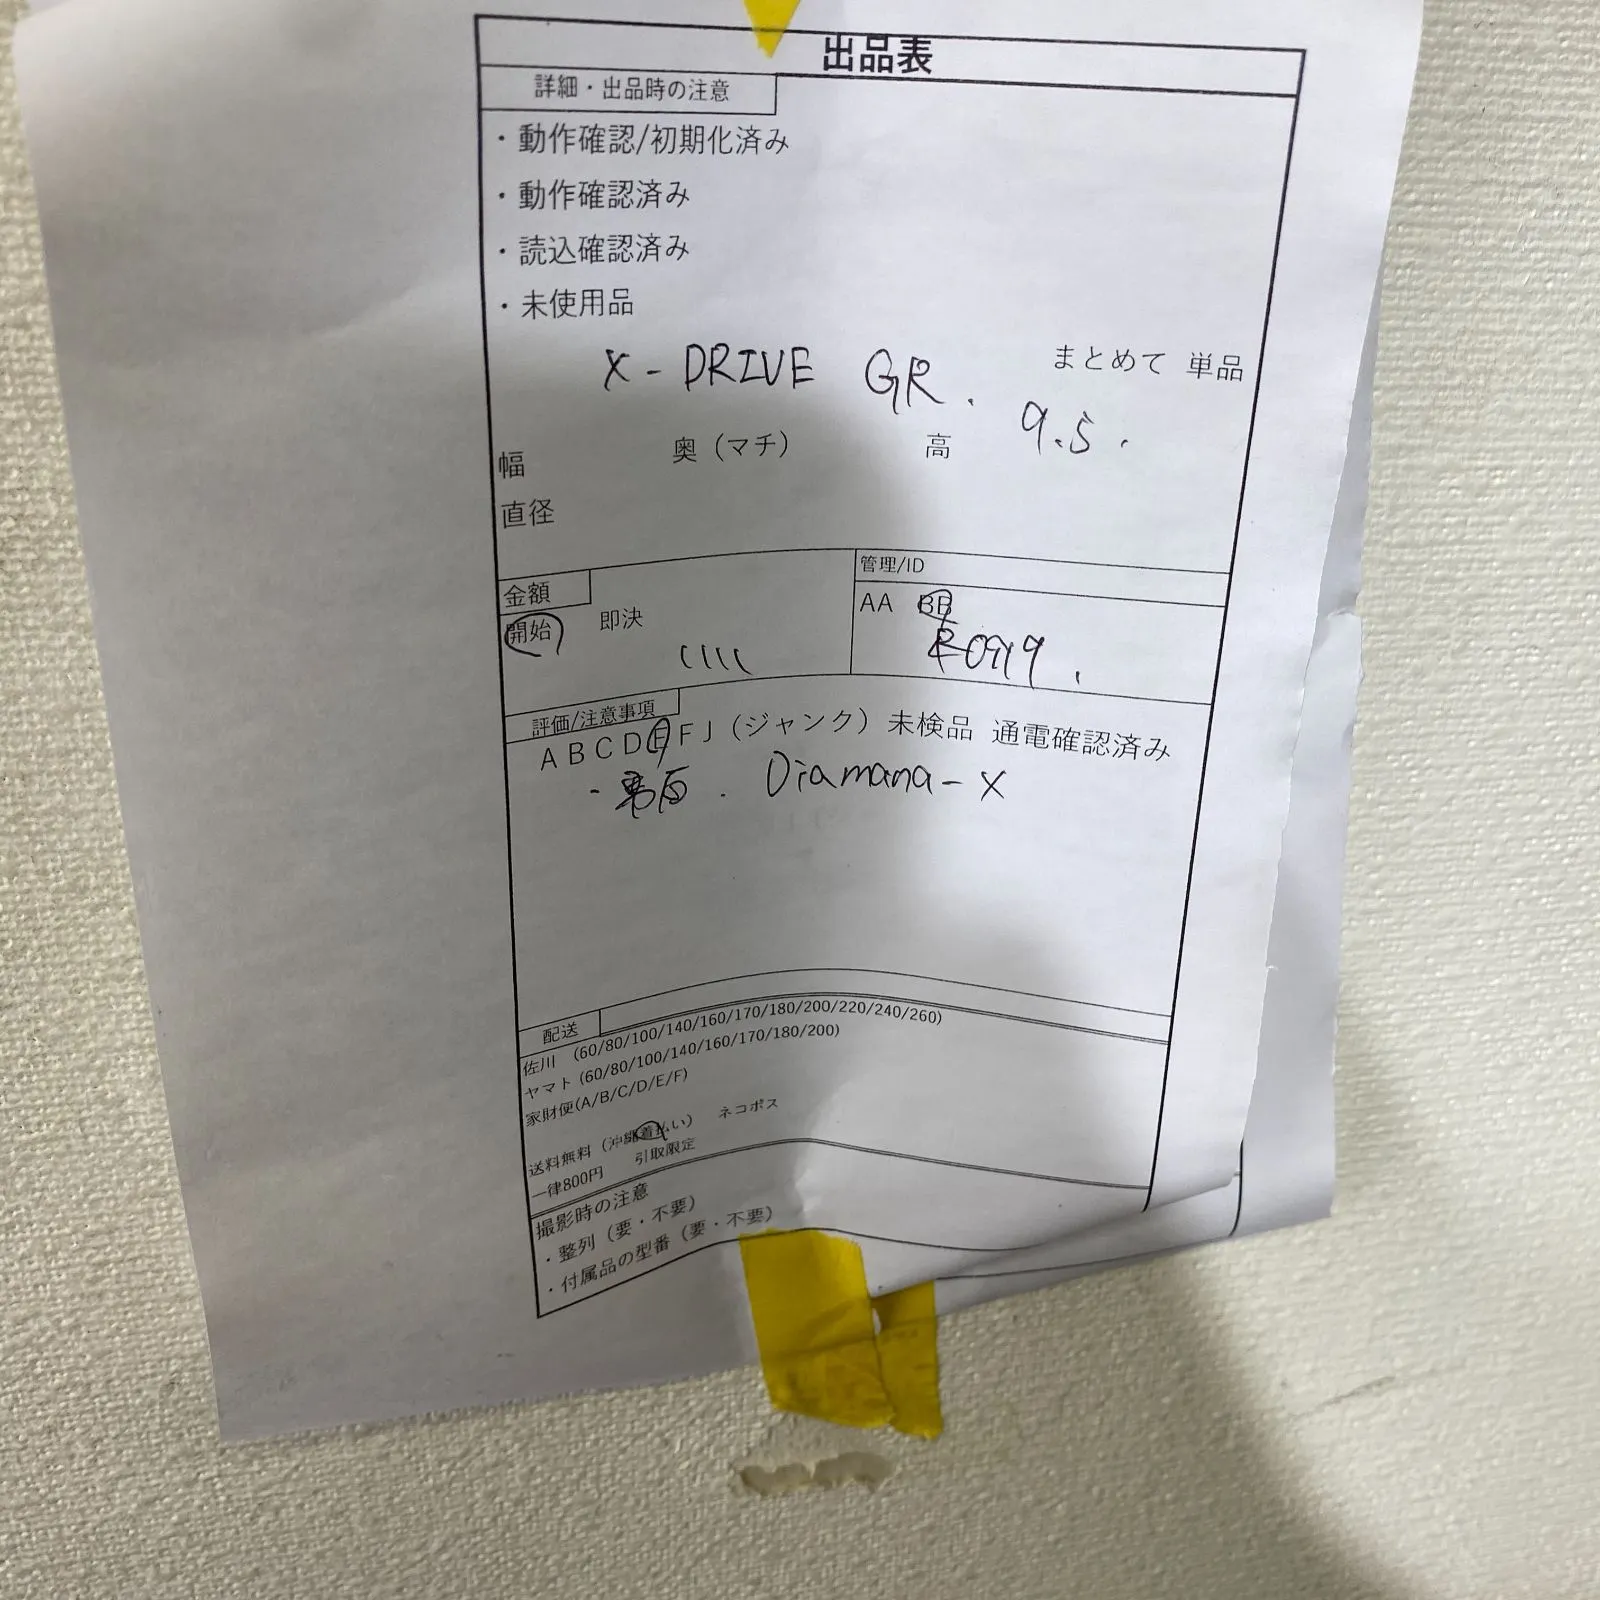 出品表
詳細・出品時の注意
・動作確認/初期化済み
・動作確認済み
・読込確認済み
・未使用品
まとめて 単品
X-DRIVE GR. 9.5.
幅 奥（マチ） 高
直径
金額
開始 即決
1111
管理/ID
AA BB
評価/注意事項
A B C D E F J（ジャンク）未検品 通電確認済み
Diamana-X
配送
佐川 (60/80/100/140/160/170/180/200/220/240/260)
ヤマト (60/80/100/140/160/170/180/200)
家財便(A/B/C/D/E/F)
送料無料（沖縄着払い） ネコポス
一律800円 引取限定
撮影時の注意
・整列（要・不要）
・付属品の型番（要・不要）